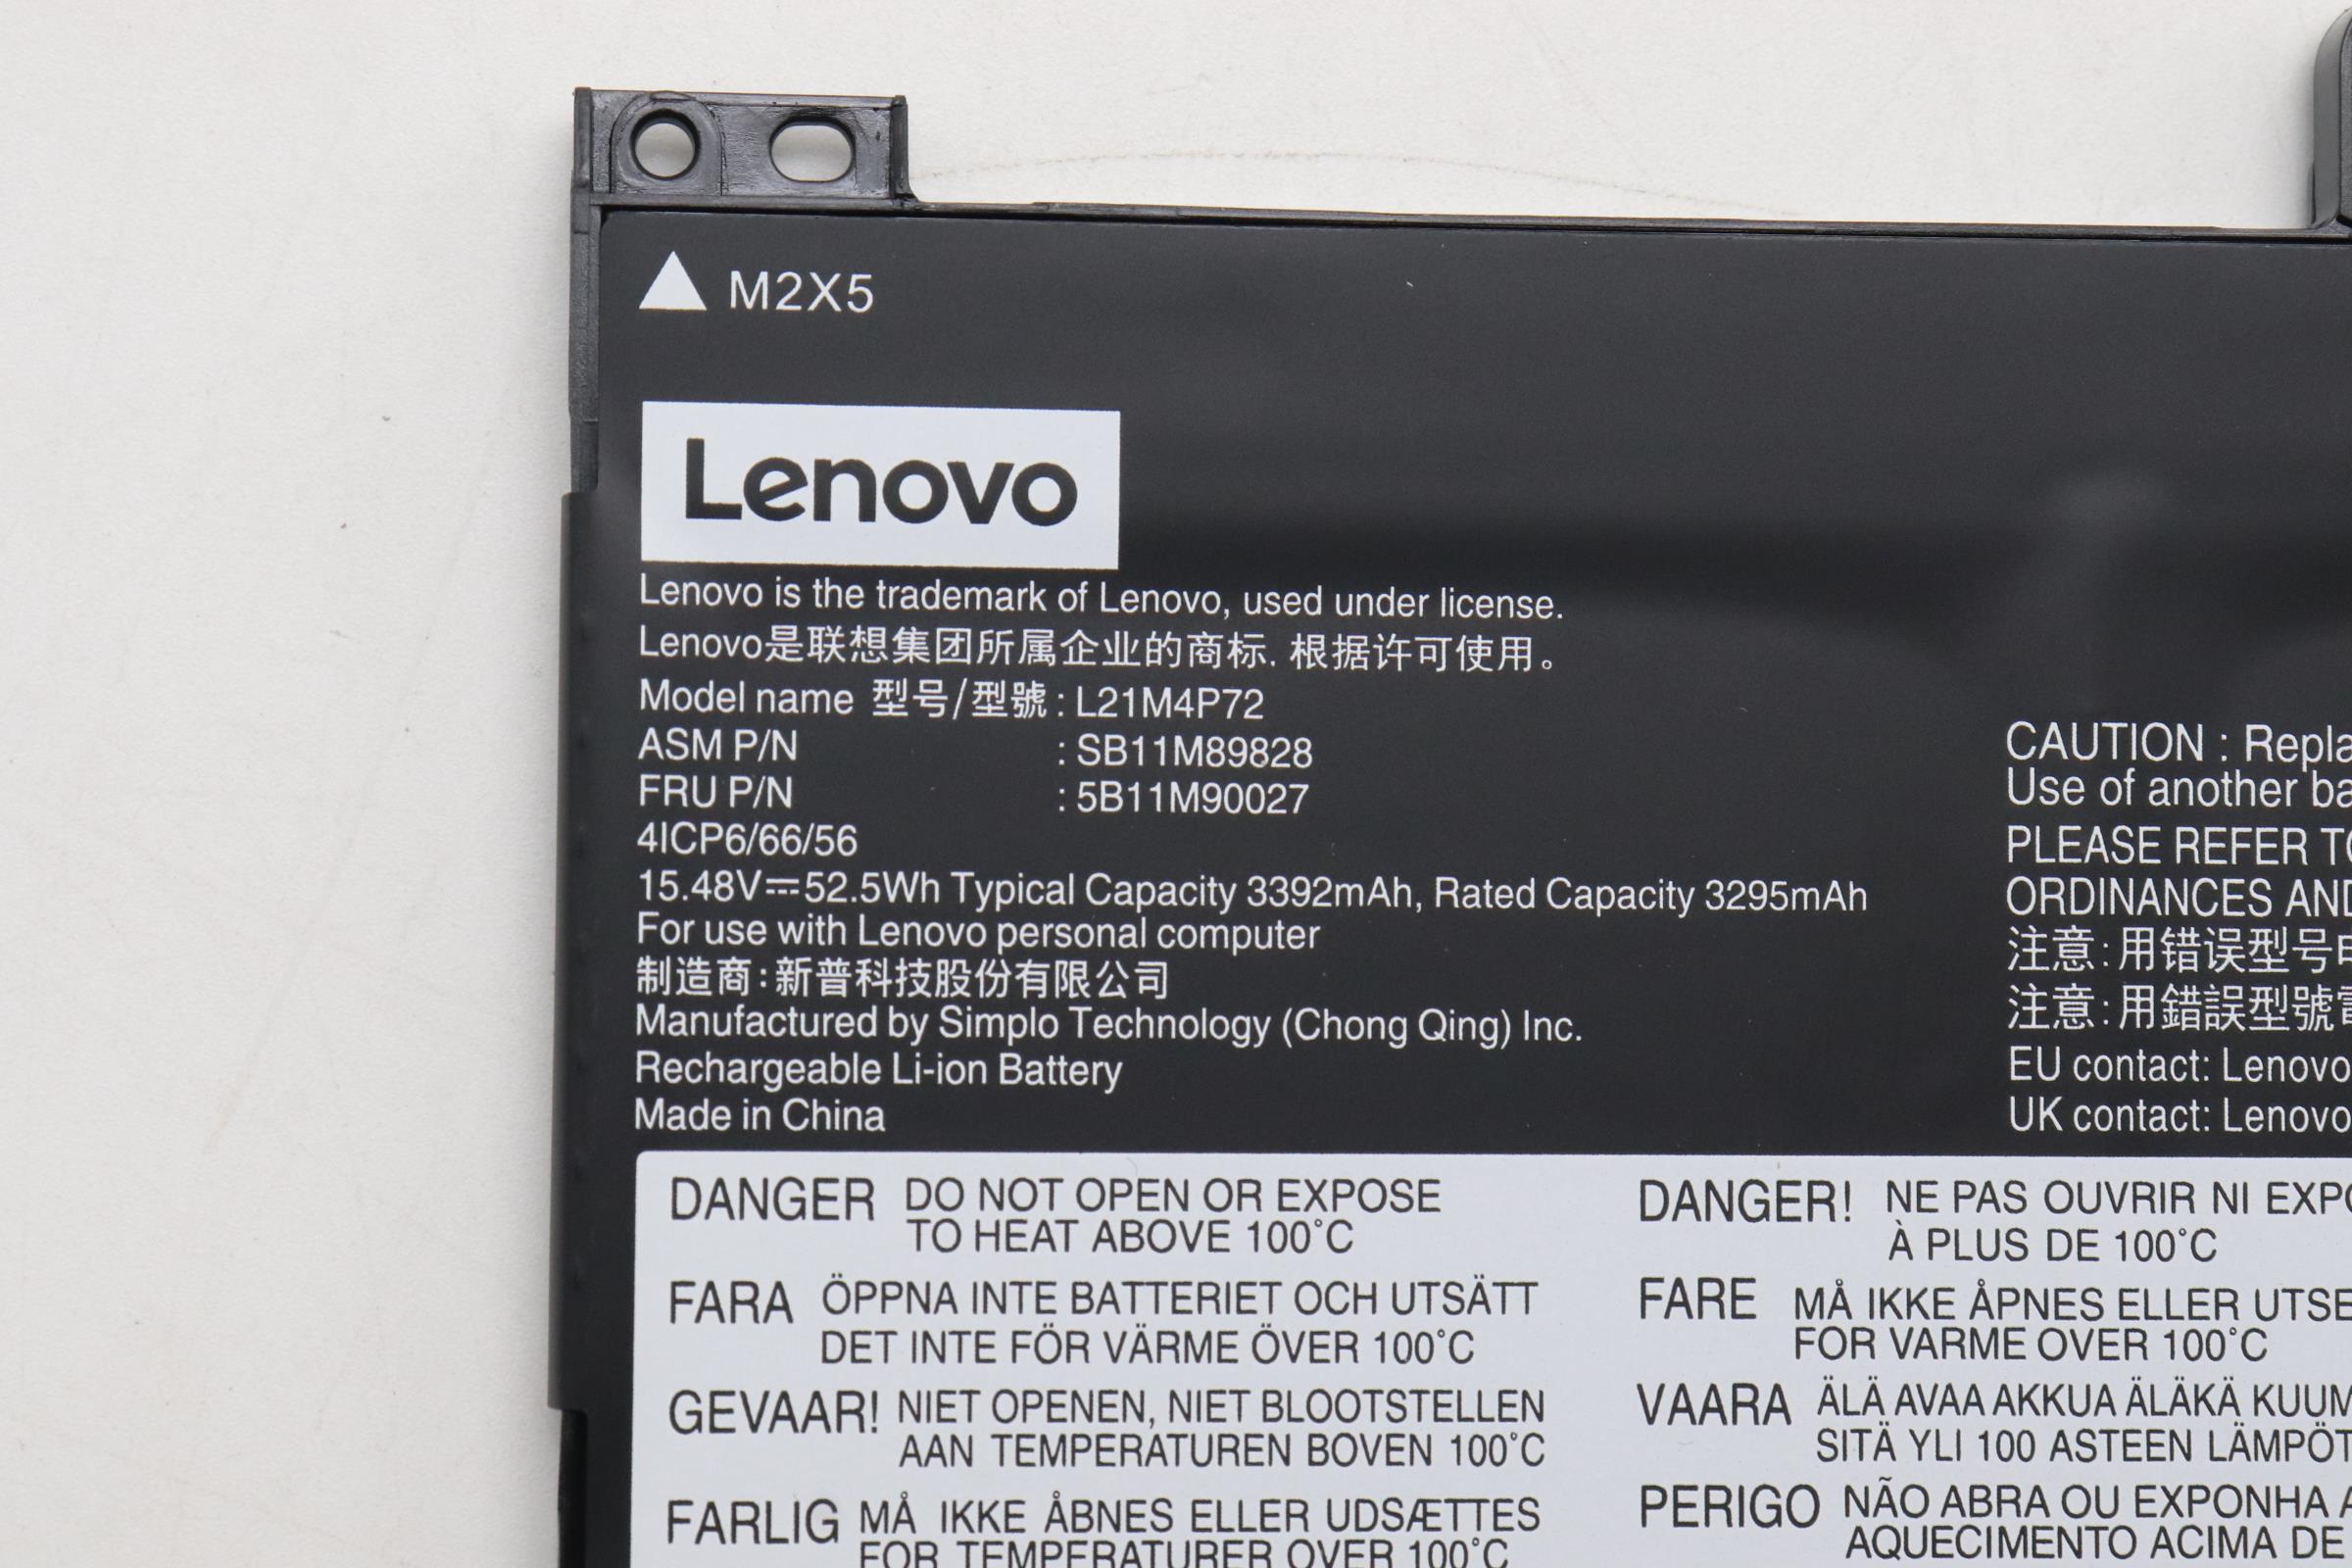 M2X5
Lenovo
Lenovo is the trademark of Lenovo, used under license.
Lenovo是联想集团所属企业的商标. 根据许可使用。
Model name 型号/型號 : L21M4P72
ASM P/N : SB11M89828
FRU P/N : 5B11M90027
4ICP6/66/56
15.48V⎓52.5Wh Typical Capacity 3392mAh, Rated Capacity 3295mAh
For use with Lenovo personal computer
制造商:新普科技股份有限公司
Manufactured by Simplo Technology (Chong Qing) Inc.
Rechargeable Li-ion Battery
Made in China
CAUTION :
Use of another
PLEASE REFER
ORDINANCES
注意: 用错误型号
注意: 用錯誤型號
EU contact: Lenovo
UK contact: Lenovo
DANGER DO NOT OPEN OR EXPOSE
TO HEAT ABOVE 100°C
FARA ÖPPNA INTE BATTERIET OCH UTSÄTT
DET INTE FÖR VÄRME ÖVER 100°C
GEVAAR! NIET OPENEN, NIET BLOOTSTELLEN
AAN TEMPERATUREN BOVEN 100°C
FARLIG MÅ IKKE ÅBNES ELLER UDSÆTTES
FOR TEMPERATURER OVER 100°C
DANGER! NE PAS OUVRIR NI
À PLUS DE 100°C
FARE MÅ IKKE ÅPNES ELLER
FOR VARME OVER 100°C
VAARA ÄLÄ AVAA AKKUA ÄLÄKÄ
SITÄ YLI 100 ASTEEN
PERIGO NÃO ABRA OU EXPONHA
AQUECIMENTO ACIMA DE